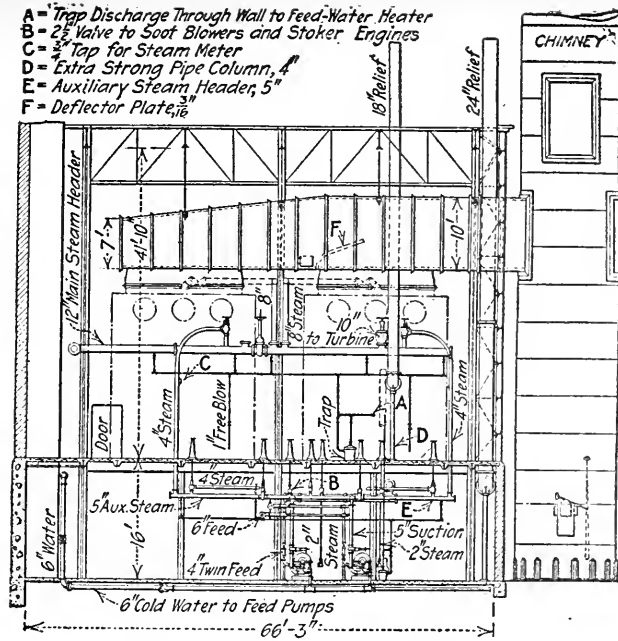 A = Trap Discharge Through Wall to Feed-Water Heater
B = 2½" Valve to Soot Blowers and Stoker Engines
C = ¾" Tap for Steam Meter
D = Extra Strong Pipe Column, 4"
E = Auxiliary Steam Header, 5"
F = Deflector Plate, 3/16"
18" Relief
24" Relief
CHIMNEY
12" Main Steam Header
7'
41'-10"
F
10'
8"
8" Steam
10"
to Turbine
C
A
Door
4" Steam
1" Free Blow
Trap
D
4" Steam
4" Steam
B
5" Aux. Steam
E
6" Water
16'
6" Feed
2"
Steam
5" Suction
2" Steam
4" Twin Feed
6" Cold Water to Feed Pumps
66'-3"